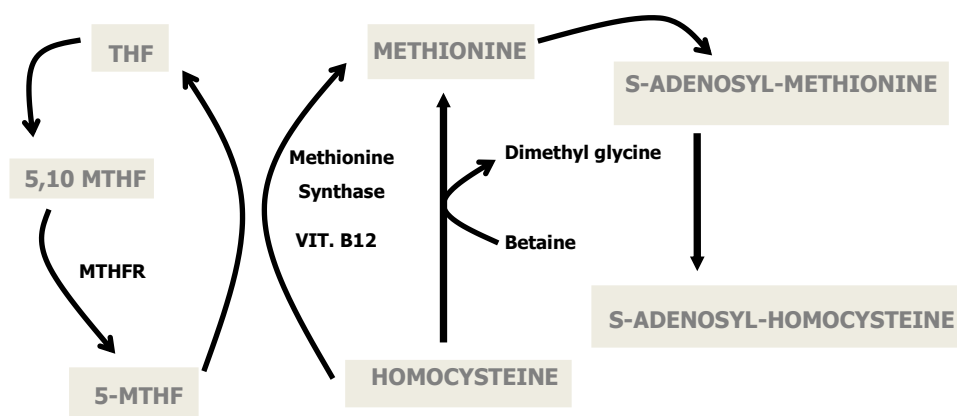 THF
METHIONINE
S-ADENOSYL-METHIONINE
5,10 MTHF
Methionine
Synthase
VIT. B12
Dimethyl glycine
Betaine
MTHFR
S-ADENOSYL-HOMOCYSTEINE
5-MTHF
HOMOCYSTEINE